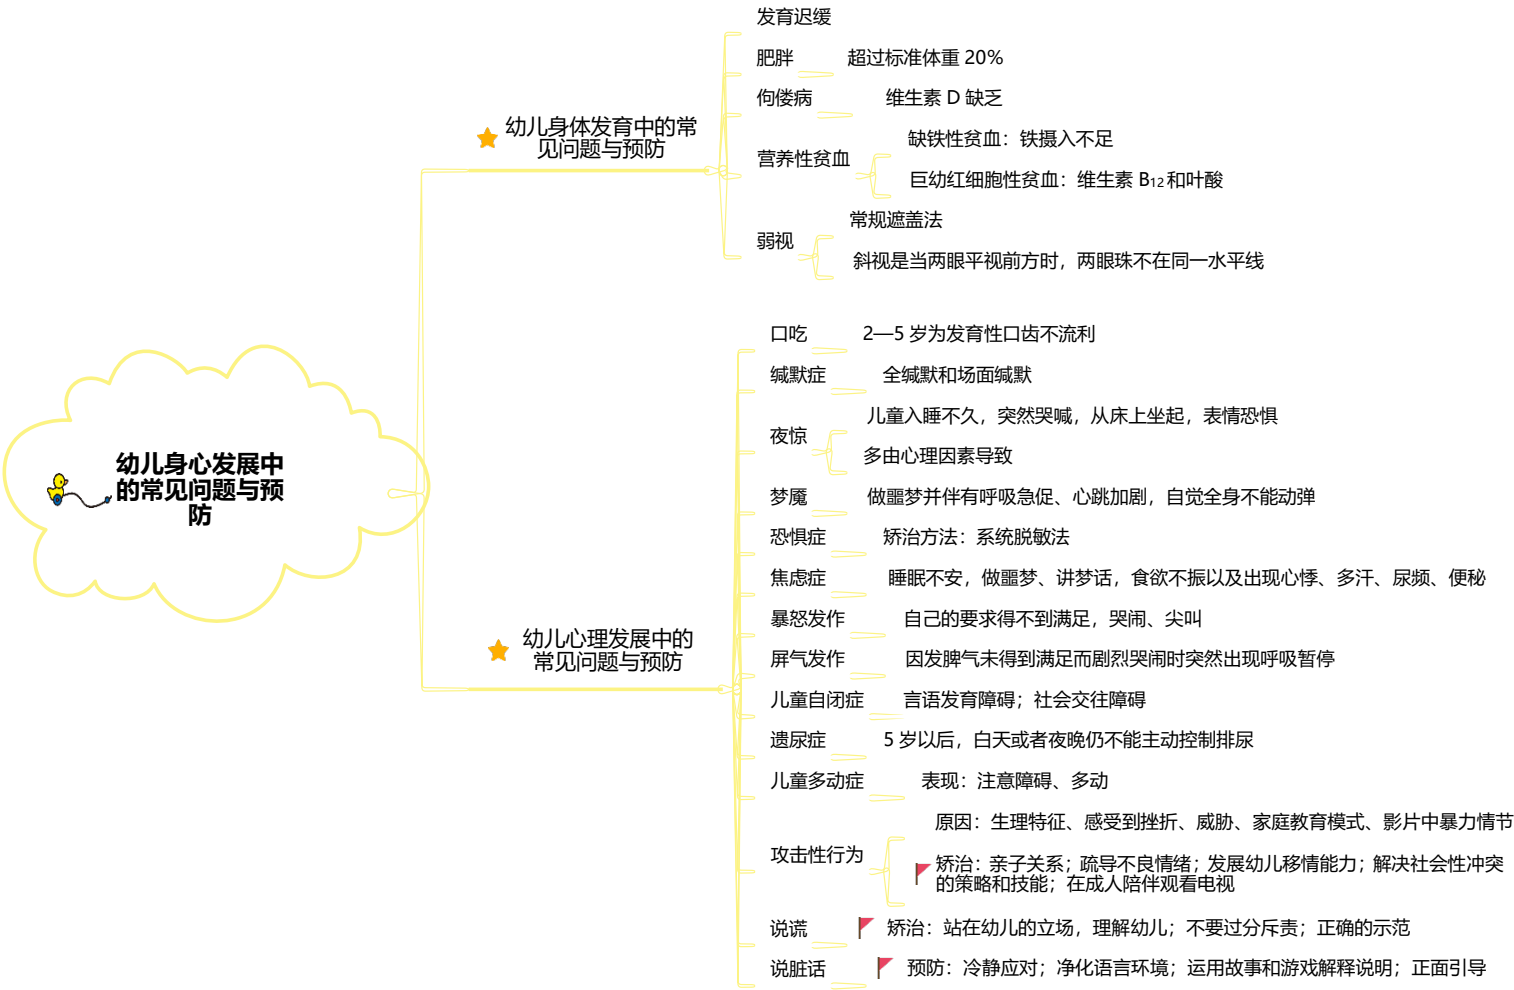 幼儿身心发展中
的常见问题与预
防
幼儿身体发育中的常
见问题与预防
发育迟缓
肥胖
超过标准体重 20%
佝偻病
维生素 D 缺乏
营养性贫血
缺铁性贫血：铁摄入不足
巨幼红细胞性贫血：维生素 B₁₂ 和叶酸
弱视
常规遮盖法
斜视是当两眼平视前方时，两眼珠不在同一水平线
幼儿心理发展中的
常见问题与预防
口吃
2—5 岁为发育性口齿不流利
缄默症
全缄默和场面缄默
夜惊
儿童入睡不久，突然哭喊，从床上坐起，表情恐惧
多由心理因素导致
梦魇
做噩梦并伴有呼吸急促、心跳加剧，自觉全身不能动弹
恐惧症
矫治方法：系统脱敏法
焦虑症
睡眠不安，做噩梦、讲梦话，食欲不振以及出现心悸、多汗、尿频、便秘
暴怒发作
自己的要求得不到满足，哭闹、尖叫
屏气发作
因发脾气未得到满足而剧烈哭闹时突然出现呼吸暂停
儿童自闭症
言语发育障碍；社会交往障碍
遗尿症
5 岁以后，白天或者夜晚仍不能主动控制排尿
儿童多动症
表现：注意障碍、多动
攻击性行为
原因：生理特征、感受到挫折、威胁、家庭教育模式、影片中暴力情节
矫治：亲子关系；疏导不良情绪；发展幼儿移情能力；解决社会性冲突
的策略和技能；在成人陪伴观看电视
说谎
矫治：站在幼儿的立场，理解幼儿；不要过分斥责；正确的示范
说脏话
预防：冷静应对；净化语言环境；运用故事和游戏解释说明；正面引导